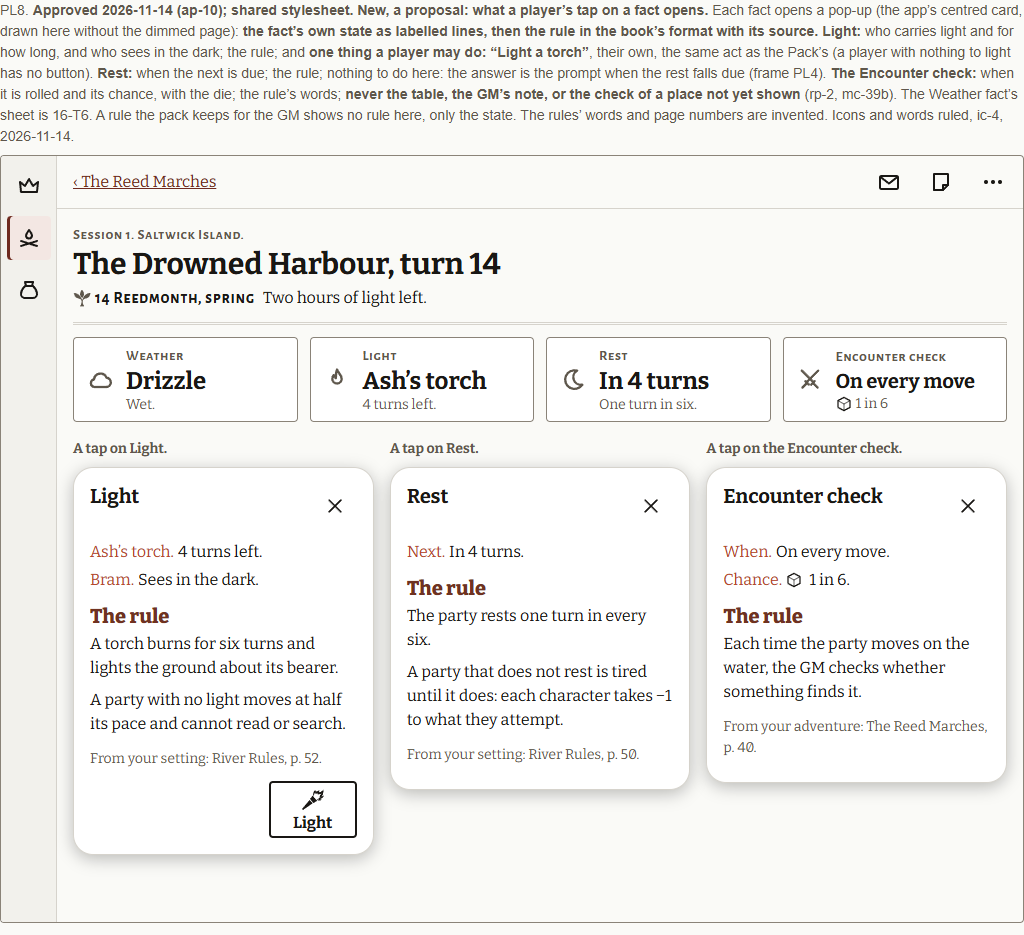 PL8. Approved 2026-11-14 (ap-10); shared stylesheet. New, a proposal: what a player's tap on a fact opens. Each fact opens a pop-up (the app's centred card,
drawn here without the dimmed page): the fact's own state as labelled lines, then the rule in the book's format with its source. Light: who carries light and for
how long, and who sees in the dark; the rule; and one thing a player may do: “Light a torch”, their own, the same act as the Pack's (a player with nothing to light
has no button). Rest: when the next is due; the rule; nothing to do here: the answer is the prompt when the rest falls due (frame PL4). The Encounter check: when
it is rolled and its chance, with the die; the rule's words; never the table, the GM's note, or the check of a place not yet shown (rp-2, mc-39b). The Weather fact's
sheet is 16-T6. A rule the pack keeps for the GM shows no rule here, only the state. The rules' words and page numbers are invented. Icons and words ruled, ic-4,
2026-11-14.
‹ The Reed Marches
Session 1. Saltwick Island.
The Drowned Harbour, turn 14
14 Reedmonth, spring Two hours of light left.
Weather
Drizzle
Wet.
Light
Ash's torch
4 turns left.
Rest
In 4 turns
One turn in six.
Encounter check
On every move
1 in 6
A tap on Light.
Light
Ash's torch. 4 turns left.
Bram. Sees in the dark.
The rule
A torch burns for six turns and
lights the ground about its bearer.
A party with no light moves at half
its pace and cannot read or search.
From your setting: River Rules, p. 52.
Light
A tap on Rest.
Rest
Next. In 4 turns.
The rule
The party rests one turn in every
six.
A party that does not rest is tired
until it does: each character takes −1
to what they attempt.
From your setting: River Rules, p. 50.
A tap on the Encounter check.
Encounter check
When. On every move.
Chance. 1 in 6.
The rule
Each time the party moves on the
water, the GM checks whether
something finds it.
From your adventure: The Reed Marches,
p. 40.